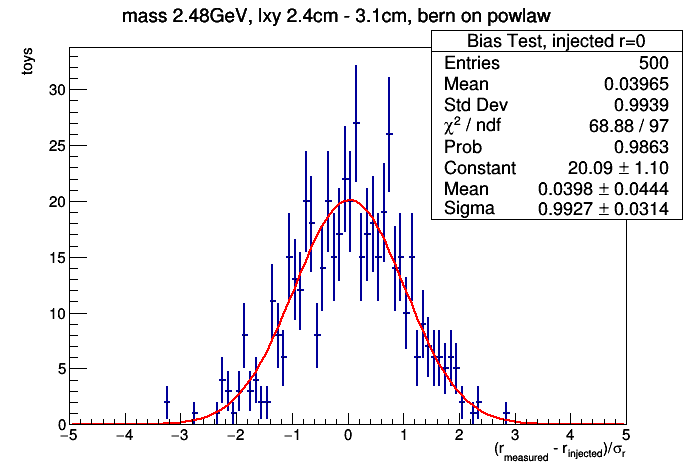 mass 2.48GeV, lxy 2.4cm - 3.1cm, bern on powlaw
Bias Test, injected r=0
Entries 500
Mean 0.03965
Std Dev 0.9939
χ² / ndf 68.88 / 97
Prob 0.9863
Constant 20.09 ± 1.10
Mean 0.0398 ± 0.0444
Sigma 0.9927 ± 0.0314
toys
30
25
20
15
10
5
0
−5 −4 −3 −2 −1 0 1 2 3 4 5
(r_measured - r_injected)/σ_r